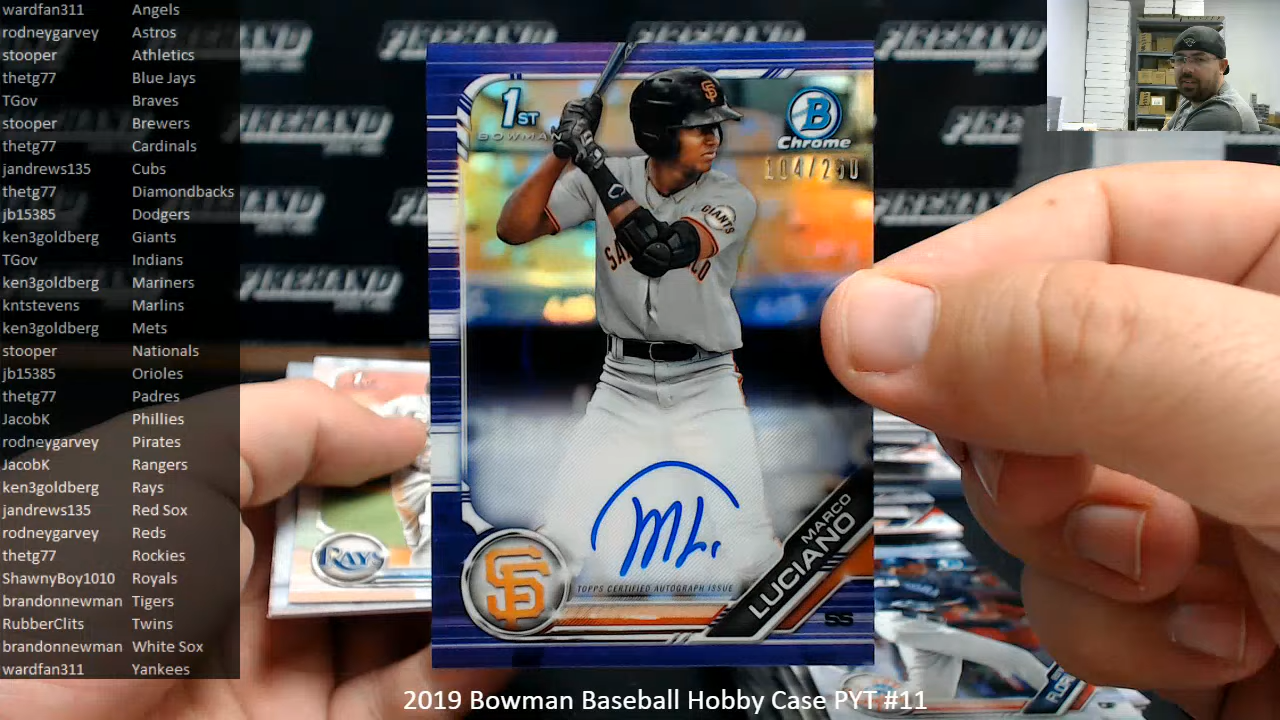 wardfan311 Angels
rodneygarvey Astros
stooper Athletics
thetg77 Blue Jays
TGov Braves
stooper Brewers
thetg77 Cardinals
jandrews135 Cubs
thetg77 Diamondbacks
jb15385 Dodgers
ken3goldberg Giants
TGov Indians
ken3goldberg Mariners
kntstevens Marlins
ken3goldberg Mets
stooper Nationals
jb15385 Orioles
thetg77 Padres
JacobK Phillies
rodneygarvey Pirates
JacobK Rangers
ken3goldberg Rays
jandrews135 Red Sox
rodneygarvey Reds
thetg77 Rockies
ShawnyBoy1010 Royals
brandonnewman Tigers
RubberClits Twins
brandonnewman White Sox
wardfan311 Yankees
FIREHAND
1ST
BOWMAN
B
Chrome
104/250
SF
GIANTS
ML.
TOPPS CERTIFIED AUTOGRAPH ISSUE
MARCO
LUCIANO
SS
SF
RAYS
2019 Bowman Baseball Hobby Case PYT #11